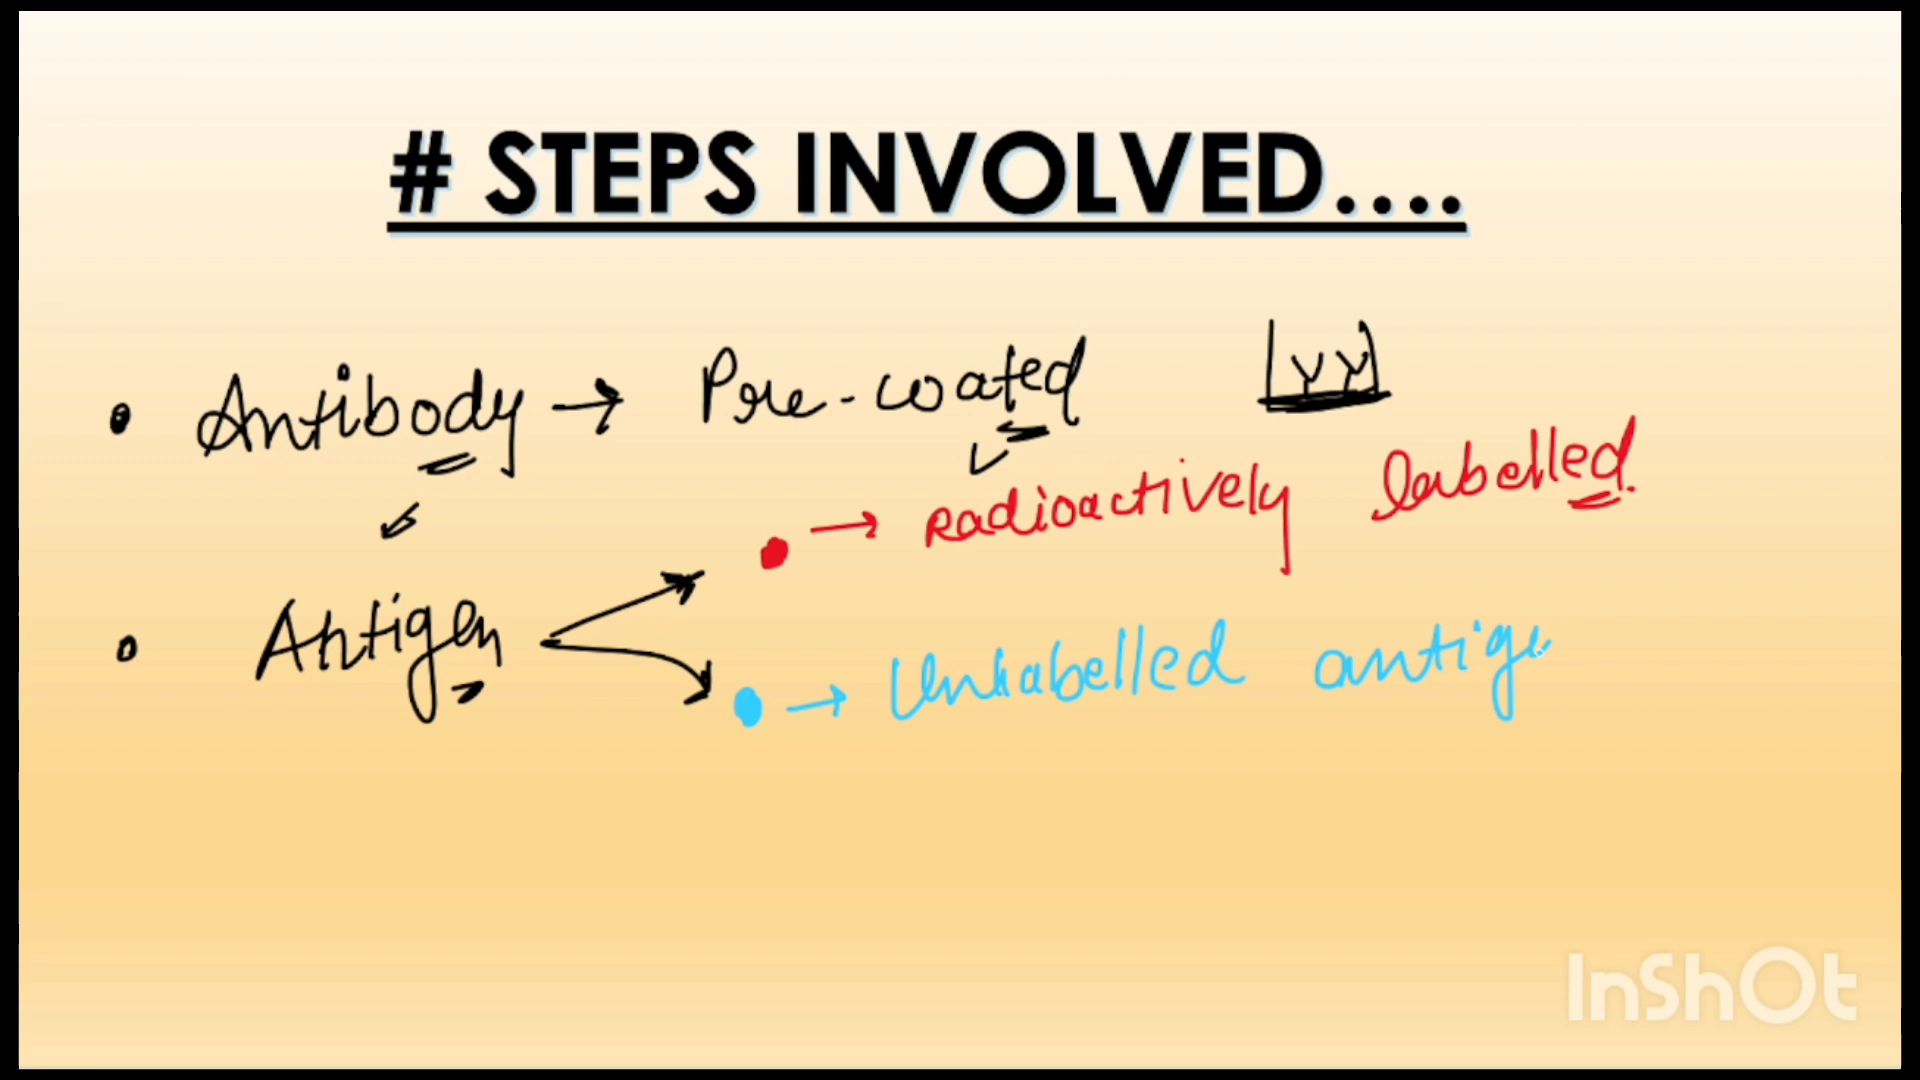 # STEPS INVOLVED....
• Antibody → Pre-coated
• → radioactively labelled.
• Antigen
• → Unlabelled antige
InShOt